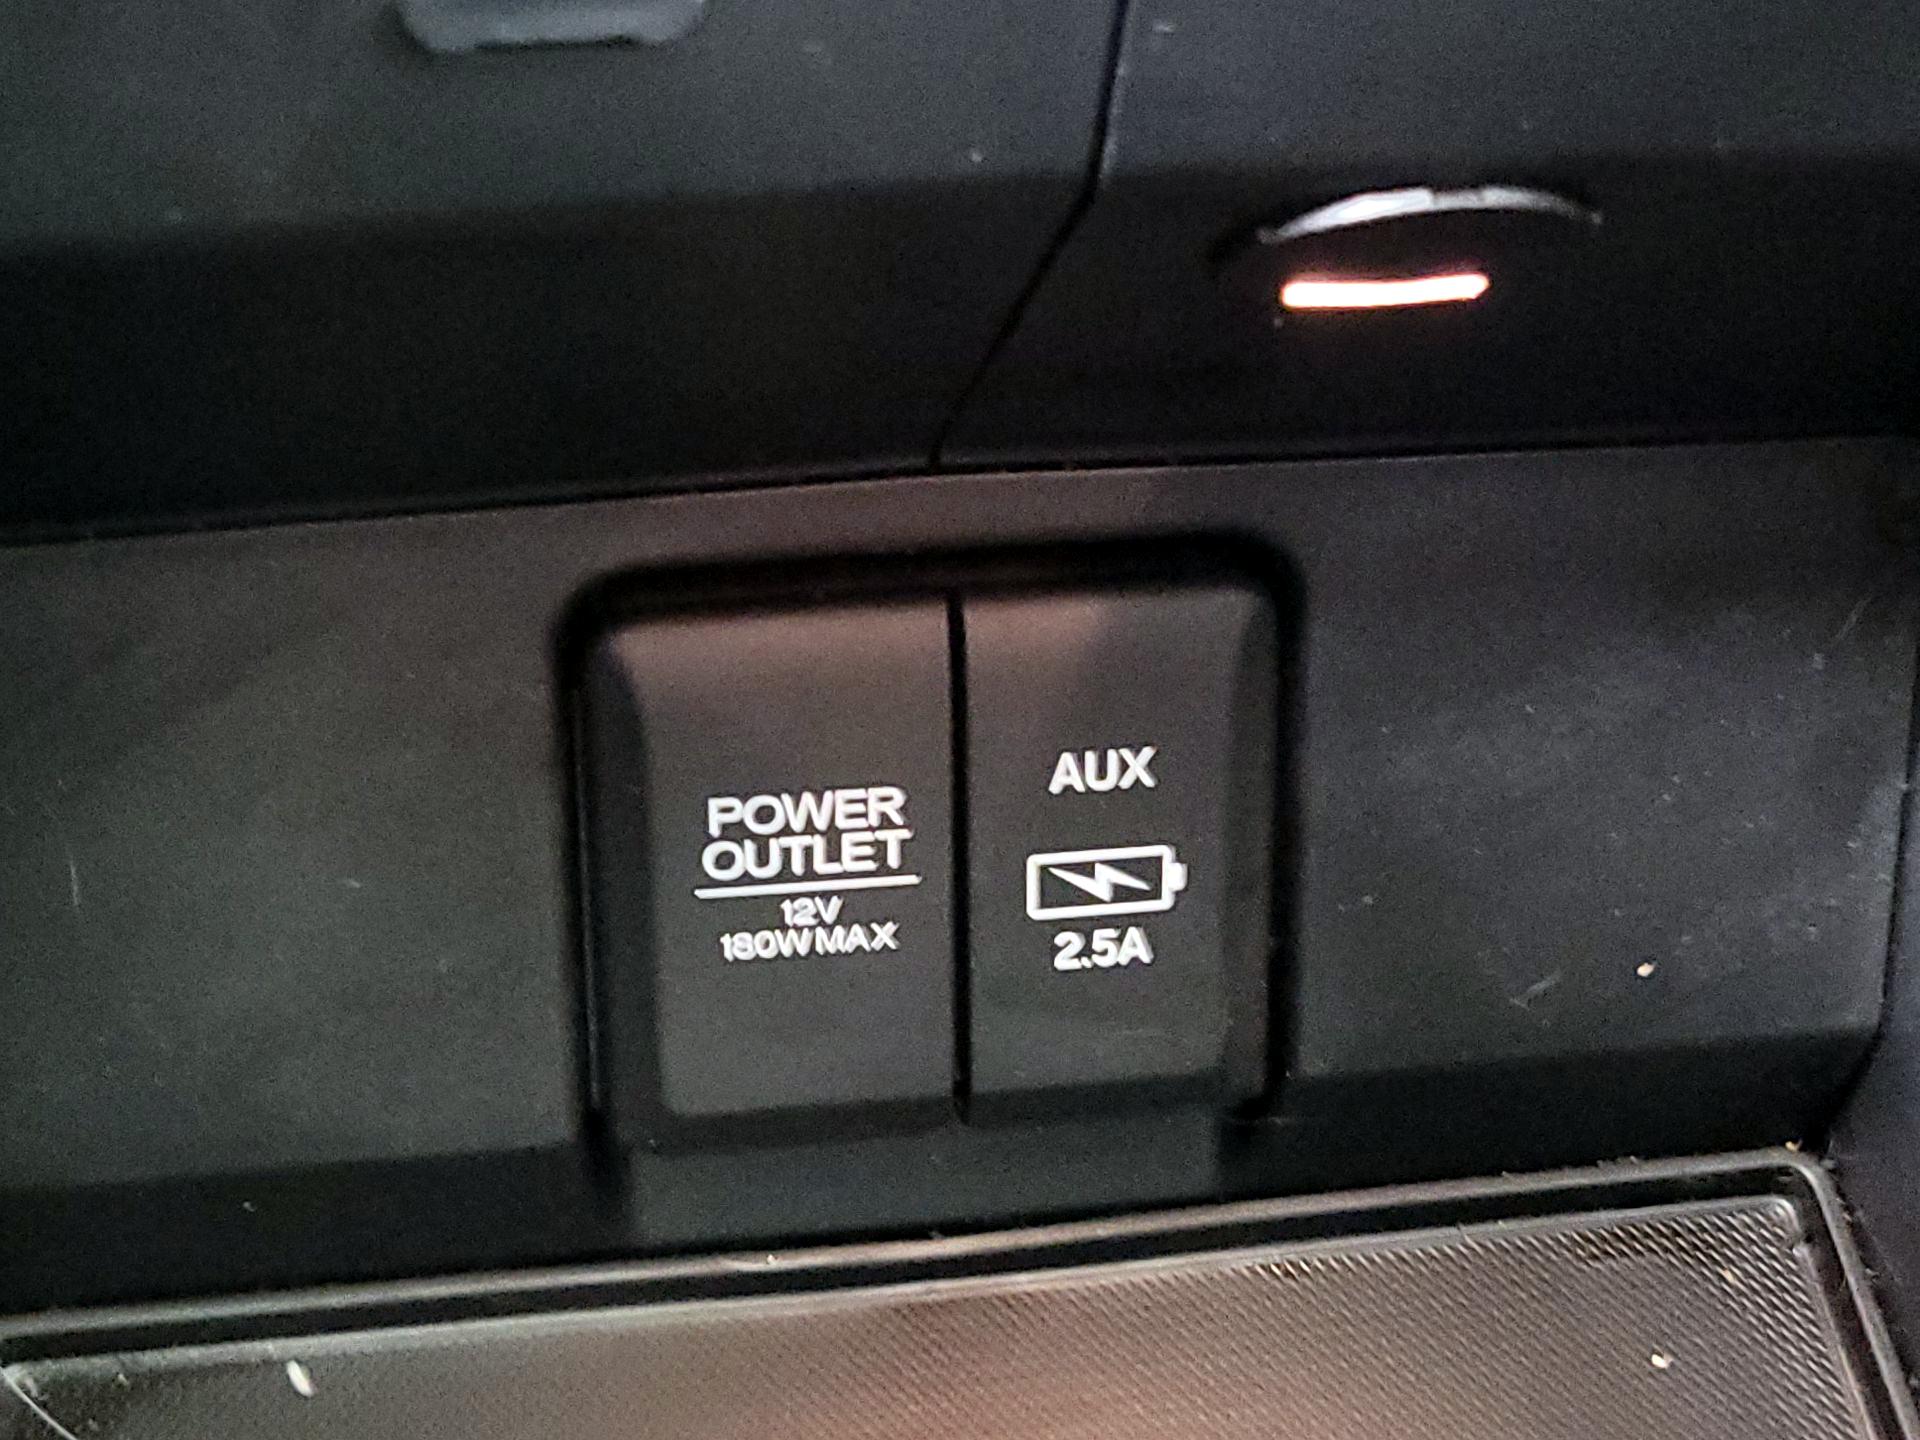 POWER
OUTLET
12V
180W MAX
AUX
2.5A